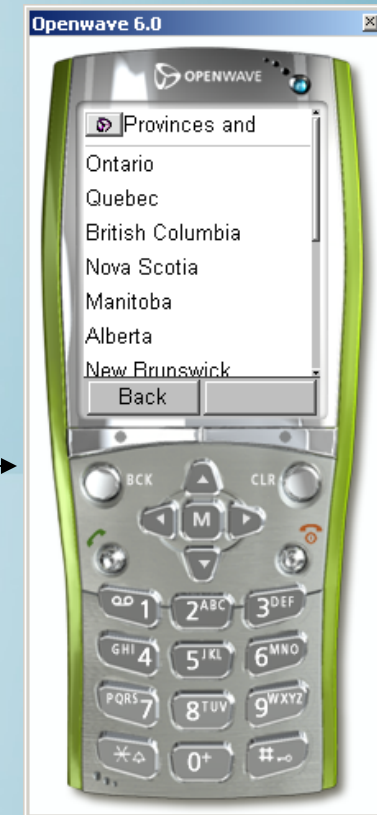 Openwave 6.0
OPENWAVE
Provinces and
Ontario
Quebec
British Columbia
Nova Scotia
Manitoba
Alberta
New Brunswick
Back
BCK CLR
M
1 2ABC 3DEF
GHI4 5JKL 6MNO
PQRS7 8TUV 9WXYZ
* 0+ #